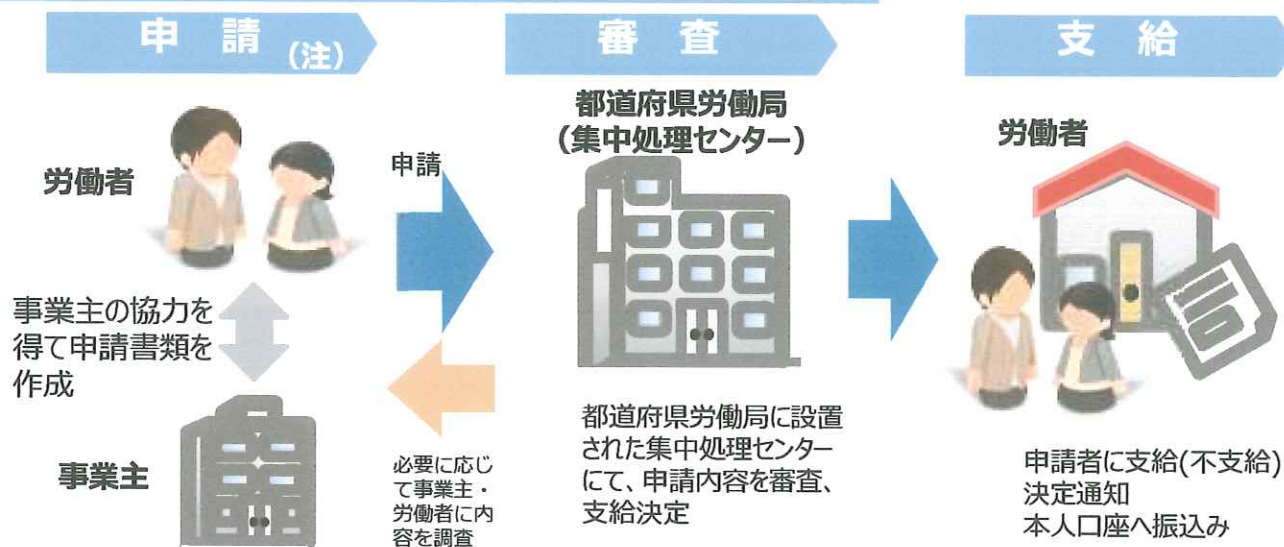 申 請 (注)
労働者
事業主の協力を
得て申請書類を
作成
事業主
申請
必要に応じ
て事業主・
労働者に内
容を調査
審 査
都道府県労働局
(集中処理センター)
都道府県労働局に設置
された集中処理センター
にて、申請内容を審査、
支給決定
支 給
労働者
申請者に支給(不支給)
決定通知
本人口座へ振込み